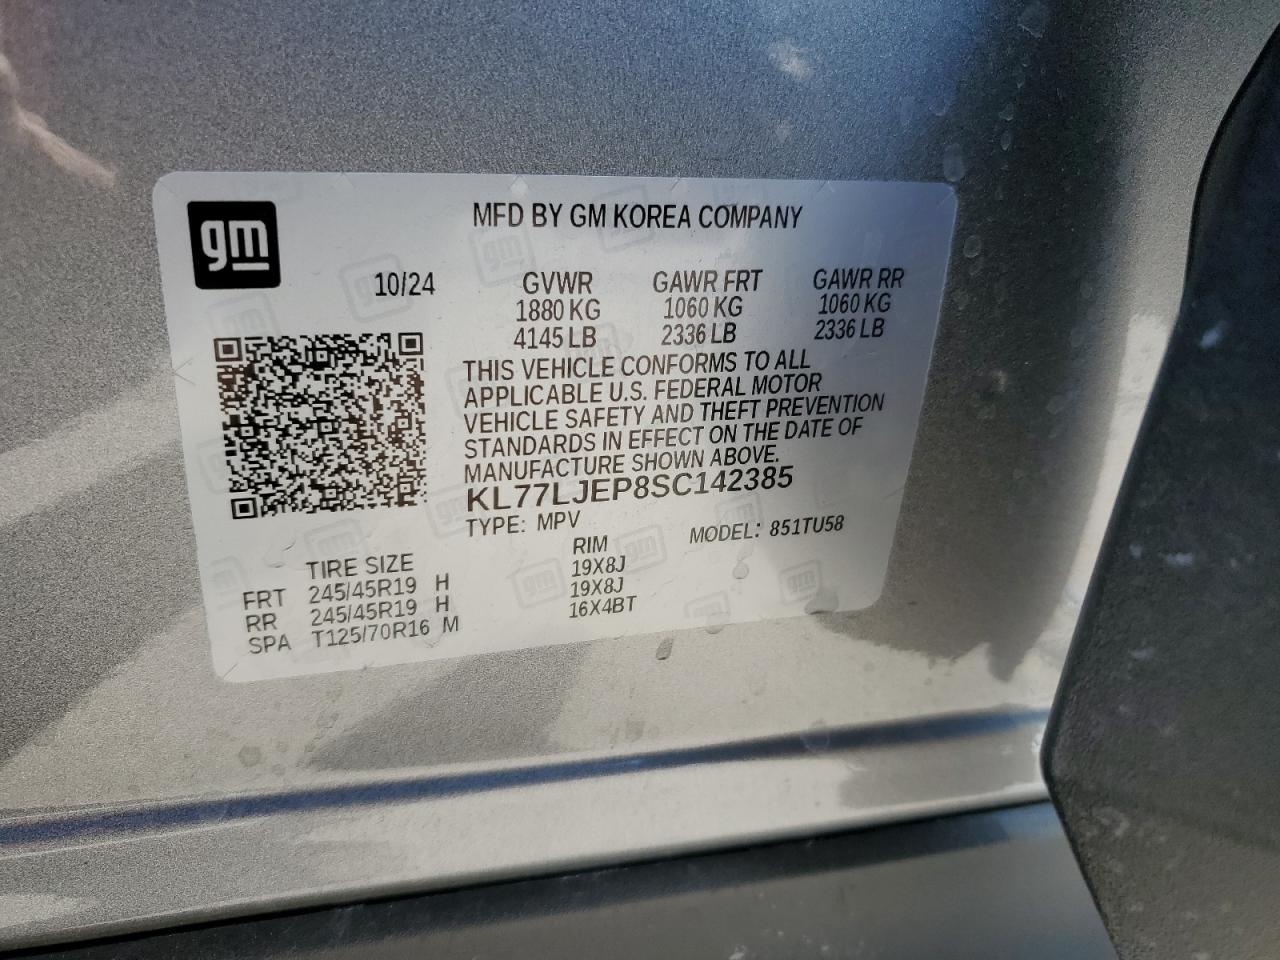 gm
MFD BY GM KOREA COMPANY
10/24 GVWR GAWR FRT GAWR RR
1880 KG 1060 KG 1060 KG
4145 LB 2336 LB 2336 LB
THIS VEHICLE CONFORMS TO ALL
APPLICABLE U.S. FEDERAL MOTOR
VEHICLE SAFETY AND THEFT PREVENTION
STANDARDS IN EFFECT ON THE DATE OF
MANUFACTURE SHOWN ABOVE.
KL77LJEP8SC142385
TYPE: MPV MODEL: 851TU58
TIRE SIZE RIM
FRT 245/45R19 H 19X8J
RR 245/45R19 H 19X8J
SPA T125/70R16 M 16X4BT